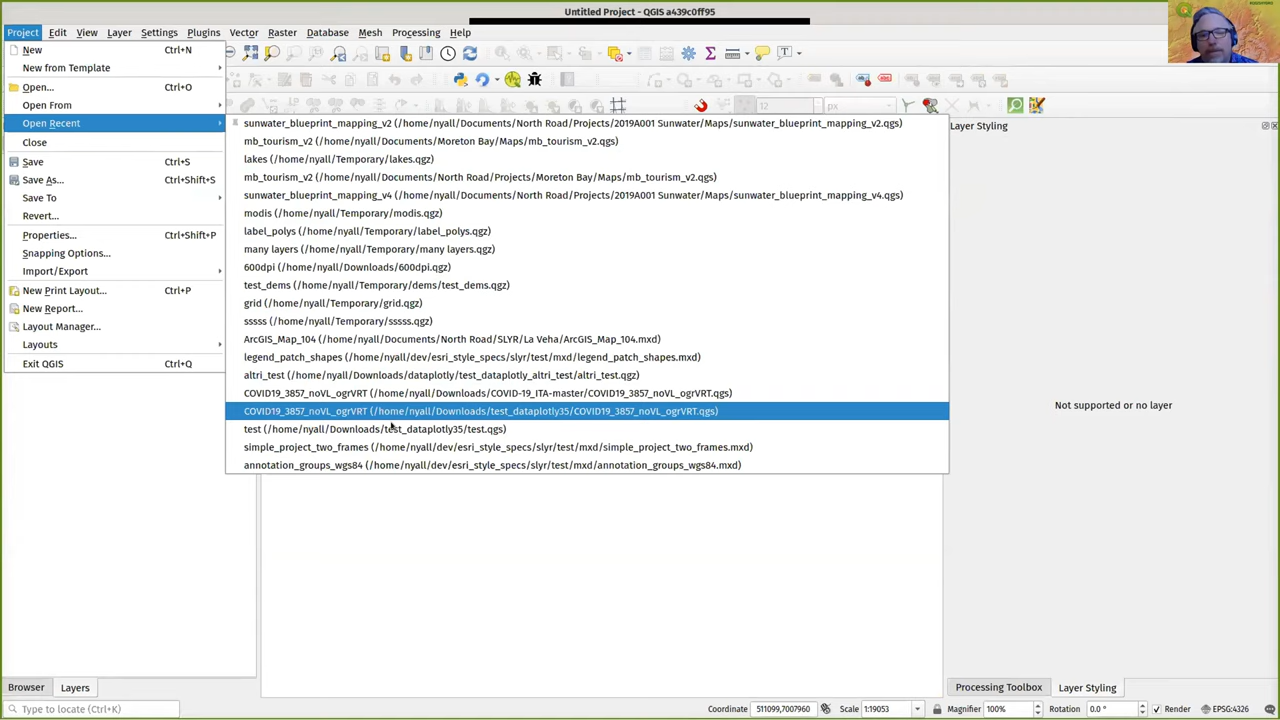 Untitled Project - QGIS a439c0ff95
Project Edit View Layer Settings Plugins Vector Raster Database Mesh Processing Help
New Ctrl+N
New from Template
Open... Ctrl+O
Open From
Open Recent
Close
Save Ctrl+S
Save As... Ctrl+Shift+S
Save To
Revert...
Properties... Ctrl+Shift+P
Snapping Options...
Import/Export
New Print Layout... Ctrl+P
New Report...
Layout Manager...
Layouts
Exit QGIS Ctrl+Q
12 px
sunwater_blueprint_mapping_v2 (/home/nyall/Documents/North Road/Projects/2019A001 Sunwater/Maps/sunwater_blueprint_mapping_v2.qgs)
mb_tourism_v2 (/home/nyall/Documents/Moreton Bay/Maps/mb_tourism_v2.qgs)
lakes (/home/nyall/Temporary/lakes.qgz)
mb_tourism_v2 (/home/nyall/Documents/North Road/Projects/Moreton Bay/Maps/mb_tourism_v2.qgs)
sunwater_blueprint_mapping_v4 (/home/nyall/Documents/North Road/Projects/2019A001 Sunwater/Maps/sunwater_blueprint_mapping_v4.qgs)
modis (/home/nyall/Temporary/modis.qgz)
label_polys (/home/nyall/Temporary/label_polys.qgz)
many layers (/home/nyall/Temporary/many layers.qgz)
600dpi (/home/nyall/Downloads/600dpi.qgz)
test_dems (/home/nyall/Temporary/dems/test_dems.qgz)
grid (/home/nyall/Temporary/grid.qgz)
sssss (/home/nyall/Temporary/sssss.qgz)
ArcGIS_Map_104 (/home/nyall/Documents/North Road/SLYR/La Veha/ArcGIS_Map_104.mxd)
legend_patch_shapes (/home/nyall/dev/esri_style_specs/slyr/test/mxd/legend_patch_shapes.mxd)
altri_test (/home/nyall/Downloads/dataplotly/test_dataplotly_altri_test/altri_test.qgz)
COVID19_3857_noVL_ogrVRT (/home/nyall/Downloads/COVID-19_ITA-master/COVID19_3857_noVL_ogrVRT.qgs)
COVID19_3857_noVL_ogrVRT (/home/nyall/Downloads/test_dataplotly35/COVID19_3857_noVL_ogrVRT.qgs)
test (/home/nyall/Downloads/test_dataplotly35/test.qgs)
simple_project_two_frames (/home/nyall/dev/esri_style_specs/slyr/test/mxd/simple_project_two_frames.mxd)
annotation_groups_wgs84 (/home/nyall/dev/esri_style_specs/slyr/test/mxd/annotation_groups_wgs84.mxd)
Layer Styling
Not supported or no layer
Browser Layers
Processing Toolbox Layer Styling
Type to locate (Ctrl+K)
Coordinate 511099,7007960 Scale 1:19053 Magnifier 100% Rotation 0.0 ° Render EPSG:4326